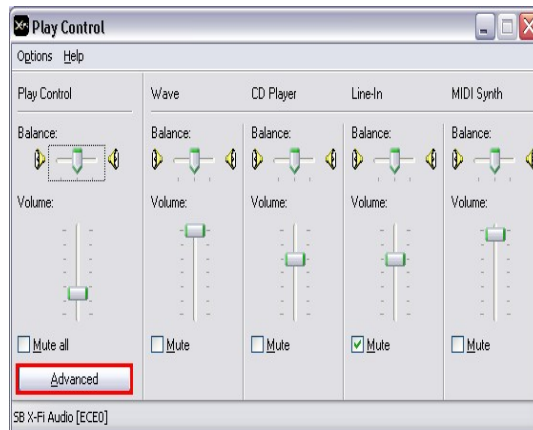 Play Control
Options Help
Play Control Wave CD Player Line-In MIDI Synth
Balance: Balance: Balance: Balance: Balance:
Volume: Volume: Volume: Volume: Volume:
Mute all Mute Mute Mute Mute
Advanced
SB X-Fi Audio [ECE0]